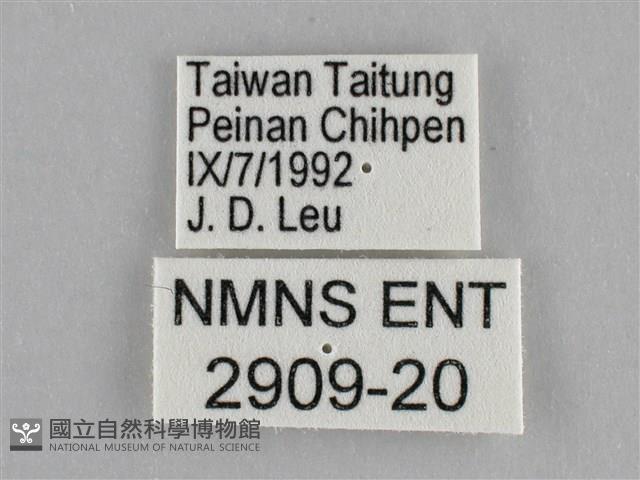 Taiwan Taitung
Peinan Chihpen
IX/7/1992
J. D. Leu
NMNS ENT
2909-20
國立自然科學博物館
NATIONAL MUSEUM OF NATURAL SCIENCE